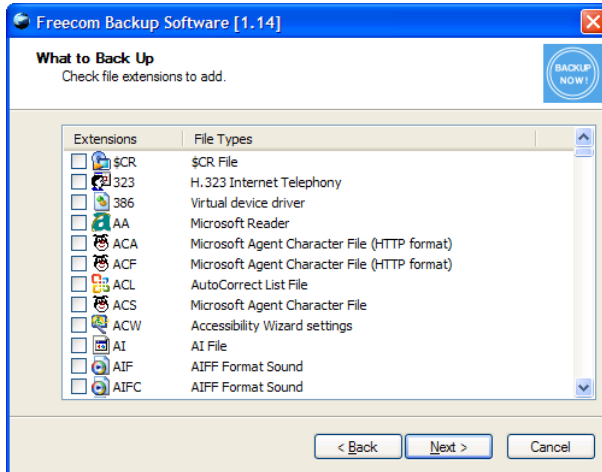 Freecom Backup Software [1.14]
What to Back Up
Check file extensions to add.
BACKUP
NOW!
Extensions File Types
$CR $CR File
323 H.323 Internet Telephony
386 Virtual device driver
AA Microsoft Reader
ACA Microsoft Agent Character File (HTTP format)
ACF Microsoft Agent Character File (HTTP format)
ACL AutoCorrect List File
ACS Microsoft Agent Character File
ACW Accessibility Wizard settings
AI AI File
AIF AIFF Format Sound
AIFC AIFF Format Sound
< Back Next > Cancel